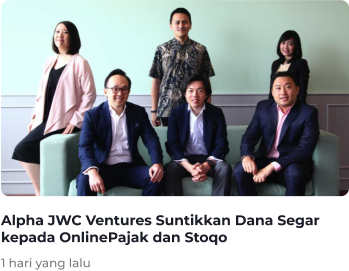 Alpha JWC Ventures Suntikkan Dana Segar
kepada OnlinePajak dan Stoqo
1 hari yang lalu